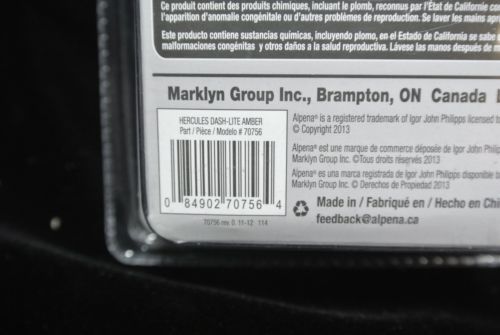 Ce produit contient des produits chimiques, incluant le plomb, reconnus par l'État de Californie
l'apparition d'anomalie congénitale ou d'autres problèmes de reproduction. Se laver les mains
Este producto contiene sustancias químicas, incluyendo plomo, en el Estado de California se sabe
malformaciones congénitas y otros daños a la salud reproductiva. Lávese las manos después de
Marklyn Group Inc., Brampton, ON Canada
HERCULES DASH-LITE AMBER
Part / Pièce / Modelo # 70756
0 84902 70756 4
70756 rev. 0. 11-12 114
Alpena® is a registered trademark of Igor John Philipps licensed
© Copyright 2013
Alpena® est une marque de commerce déposée de Igor John
Marklyn Group Inc. ©Tous droits réservés 2013
Alpena® es una marca registrada de Igor John Philipps disponible
Marklyn Group Inc. © Derechos de Propiedad 2013
Made in / Fabriqué en / Hecho en
feedback@alpena.ca